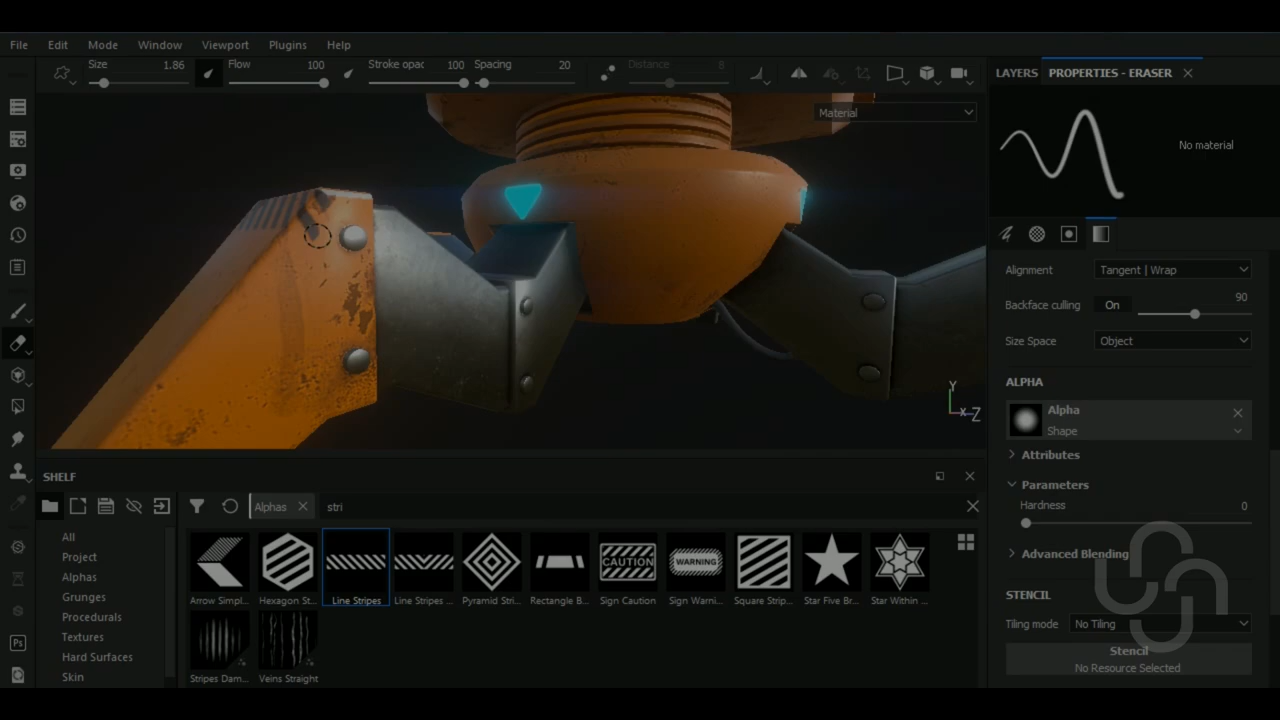 File Edit Mode Window Viewport Plugins Help
Size 1.86 Flow 100 Stroke opac 100 Spacing 20 Distance 8
LAYERS PROPERTIES - ERASER
Material
No material
Alignment Tangent | Wrap
Backface culling On 90
Size Space Object
ALPHA
Alpha
Shape
Attributes
Parameters
Hardness 0
Advanced Blending
STENCIL
Tiling mode No Tiling
Stencil
No Resource Selected
Y
X Z
SHELF
Alphas stri
All
Project
Alphas
Grunges
Procedurals
Textures
Hard Surfaces
Skin
CAUTION WARNING
Arrow Simpl... Hexagon St... Line Stripes Line Stripes ... Pyramid Stri... Rectangle B... Sign Caution Sign Warni... Square Strip... Star Five Br... Star Within ...
Stripes Dam... Veins Straight
Ps